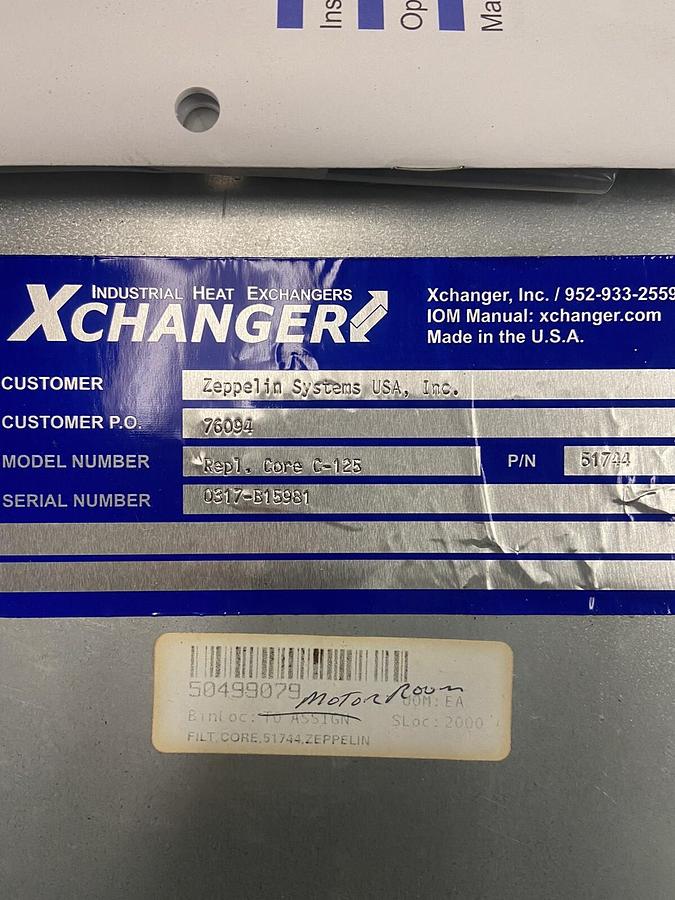 Ins
Op
Ma
INDUSTRIAL HEAT EXCHANGERS
XCHANGER
Xchanger, Inc. / 952-933-2559
IOM Manual: xchanger.com
Made in the U.S.A.
CUSTOMER Zeppelin Systems USA, Inc.
CUSTOMER P.O. 76094
MODEL NUMBER Repl. Core C-125 P/N 51744
SERIAL NUMBER 0317-B15981
50499079 MOTOR ROOM UOM: EA
BinLoc: TO ASSIGN SLoc: 2000
FILT,CORE,51744,ZEPPELIN